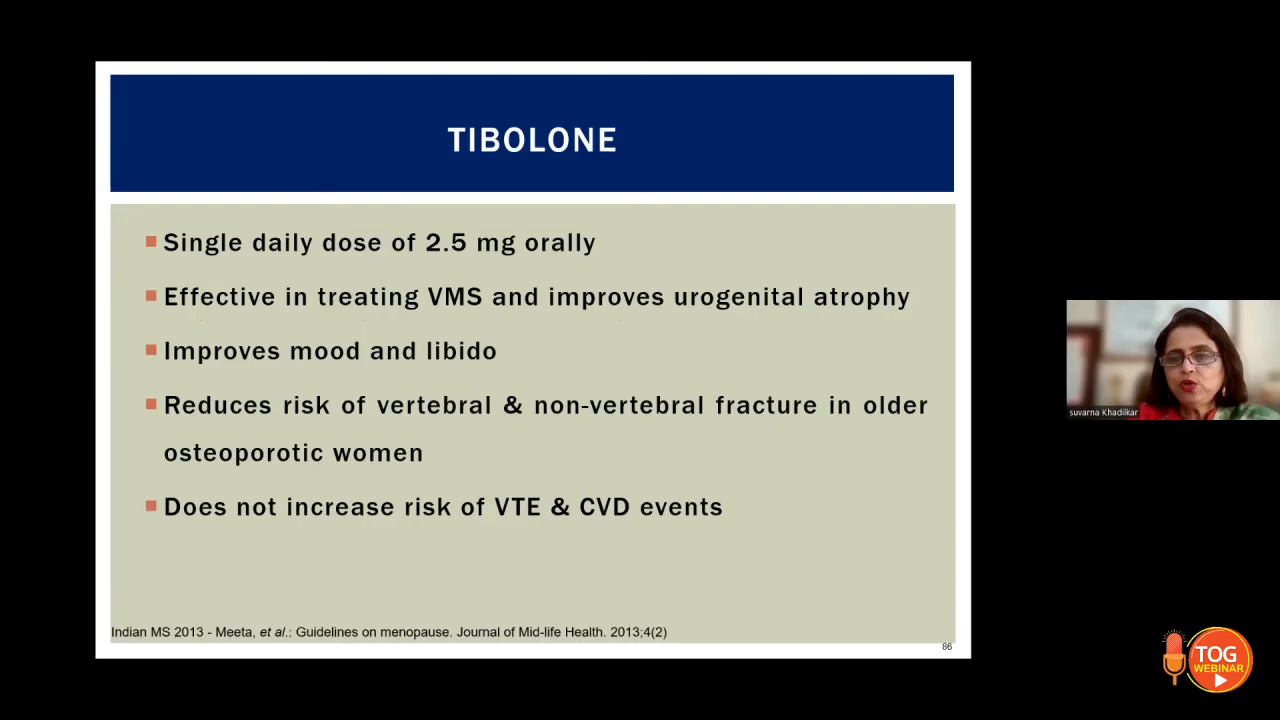 TIBOLONE
Single daily dose of 2.5 mg orally
Effective in treating VMS and improves urogenital atrophy
Improves mood and libido
Reduces risk of vertebral & non-vertebral fracture in older
osteoporotic women
Does not increase risk of VTE & CVD events
Indian MS 2013 - Meeta, et al.: Guidelines on menopause. Journal of Mid-life Health. 2013;4(2)
86
suvarna Khadilkar
TOG
WEBINAR